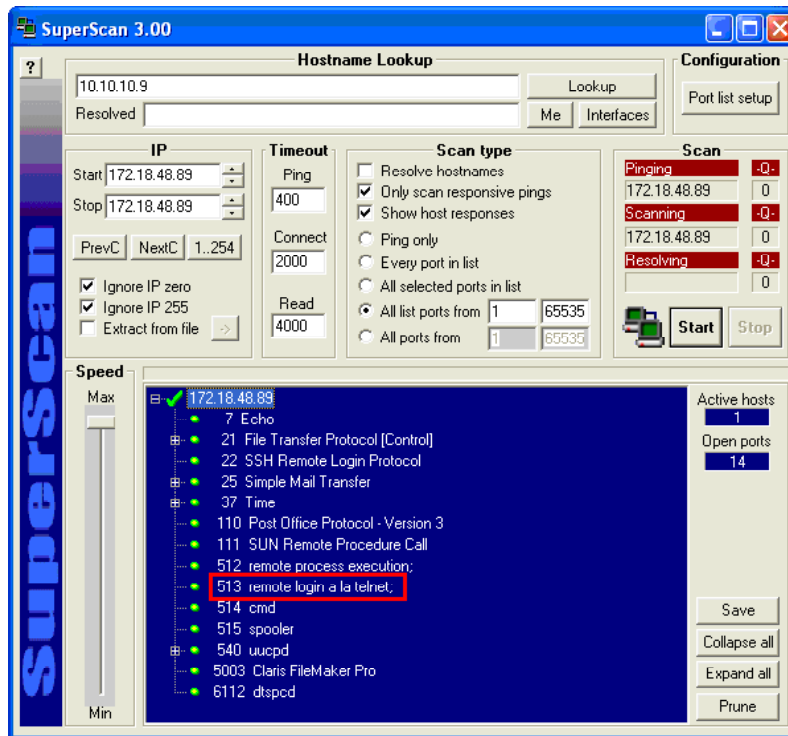 SuperScan 3.00
?
SuperScan
Hostname Lookup
10.10.10.9
Lookup
Resolved
Me
Interfaces
Configuration
Port list setup
IP
Start 172.18.48.89
Stop 172.18.48.89
PrevC
NextC
1..254
Ignore IP zero
Ignore IP 255
Extract from file
->
Timeout
Ping
400
Connect
2000
Read
4000
Scan type
Resolve hostnames
Only scan responsive pings
Show host responses
Ping only
Every port in list
All selected ports in list
All list ports from 1 65535
All ports from 1 65535
Scan
Pinging -Q-
172.18.48.89 0
Scanning -Q-
172.18.48.89 0
Resolving -Q-
0
Start
Stop
Speed
Max
Min
172.18.48.89
7 Echo
21 File Transfer Protocol [Control]
22 SSH Remote Login Protocol
25 Simple Mail Transfer
37 Time
110 Post Office Protocol - Version 3
111 SUN Remote Procedure Call
512 remote process execution;
513 remote login a la telnet;
514 cmd
515 spooler
540 uucpd
5003 Claris FileMaker Pro
6112 dtspcd
Active hosts
1
Open ports
14
Save
Collapse all
Expand all
Prune